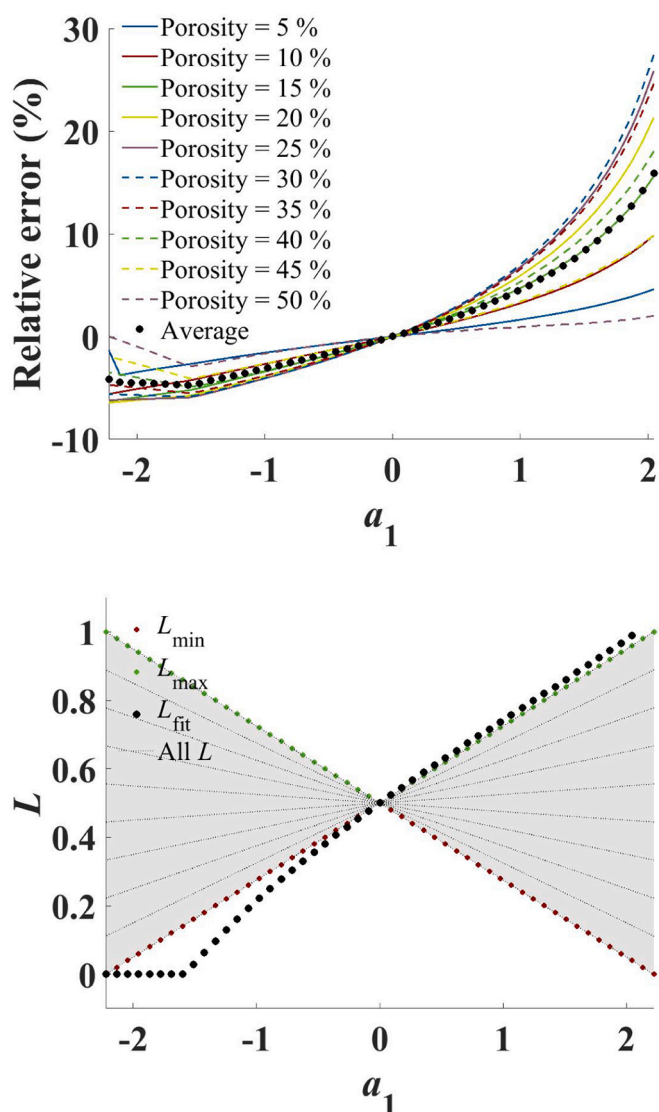 30
20
10
0
-10
Relative error (%)
Porosity = 5 %
Porosity = 10 %
Porosity = 15 %
Porosity = 20 %
Porosity = 25 %
Porosity = 30 %
Porosity = 35 %
Porosity = 40 %
Porosity = 45 %
Porosity = 50 %
Average
-2 -1 0 1 2
a1
1
0.8
0.6
0.4
0.2
0
L
Lmin
Lmax
Lfit
All L
-2 -1 0 1 2
a1